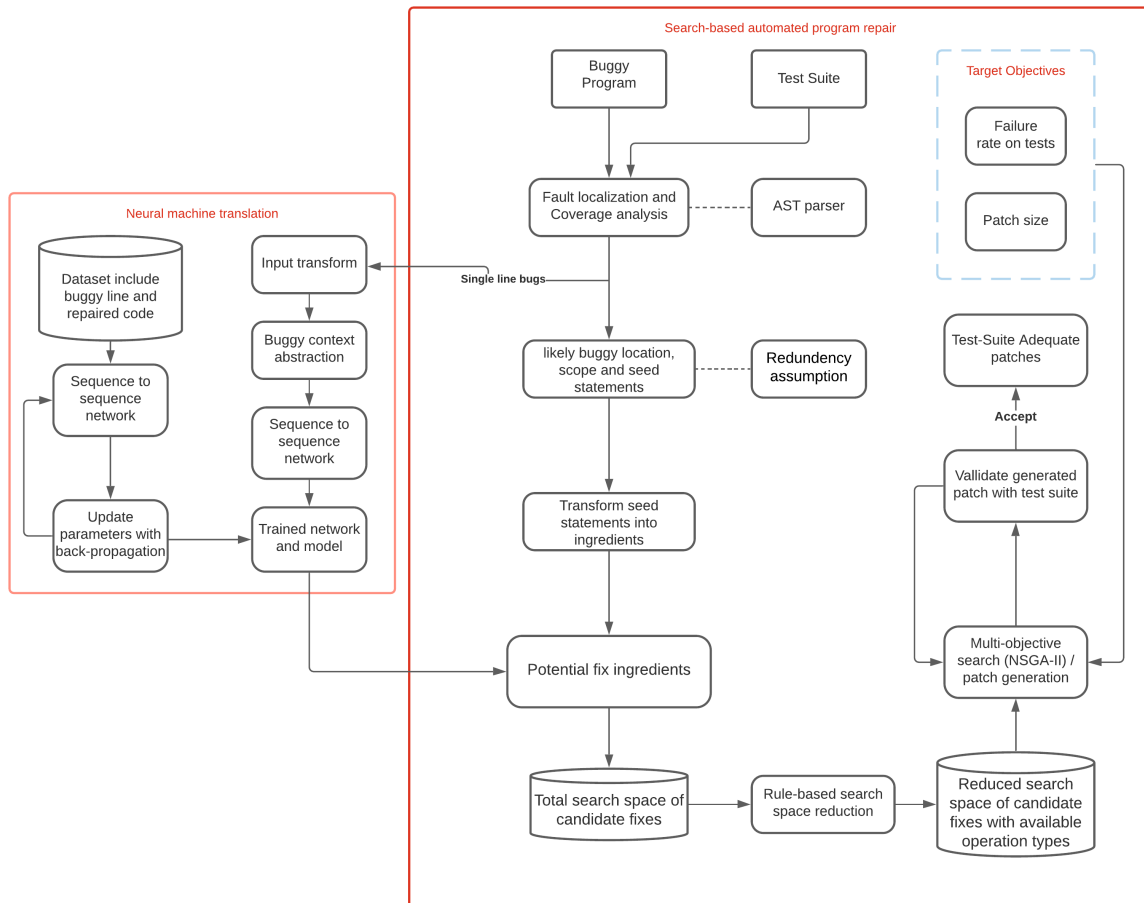 Search-based automated program repair
Buggy
Program
Test Suite
Target Objectives
Failure
rate on tests
Patch size
Fault localization and
Coverage analysis
AST parser
Neural machine translation
Dataset include
buggy line and
repaired code
Input transform
Single line bugs
Buggy context
abstraction
likely buggy location,
scope and seed
statements
Redundency
assumption
Test-Suite Adequate
patches
Accept
Sequence to
sequence
network
Sequence to
sequence
network
Vallidate generated
patch with test suite
Update
parameters with
back-propagation
Trained network
and model
Transform seed
statements into
ingredients
Potential fix ingredients
Multi-objective
search (NSGA-II) /
patch generation
Total search space of
candidate fixes
Rule-based search
space reduction
Reduced search
space of candidate
fixes with available
operation types